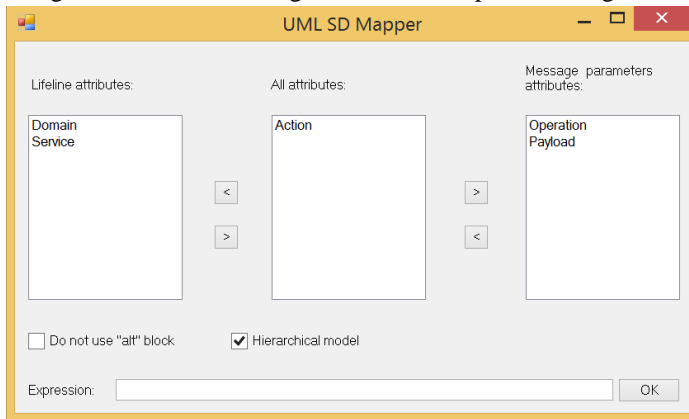 UML SD Mapper
Lifeline attributes:
All attributes:
Message parameters
attributes:
Domain
Service
Action
Operation
Payload
<
>
>
<
Do not use "alt" block
Hierarchical model
Expression:
OK